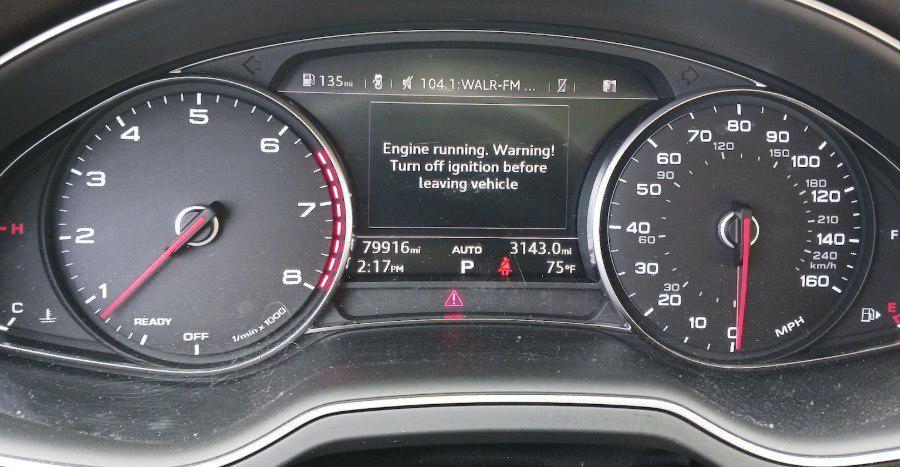 135mi 104.1:WALR-FM ...
Engine running. Warning!
Turn off ignition before
leaving vehicle
79916mi AUTO 3143.0mi
2:17PM P 75°F
H
C
1
2
3
4
5
6
7
8
READY
OFF
1/min x 1000
0
10
20
30
40
50
60
70
80
90
100
120
140
160
30
60
90
120
150
180
210
240
km/h
MPH
F
E